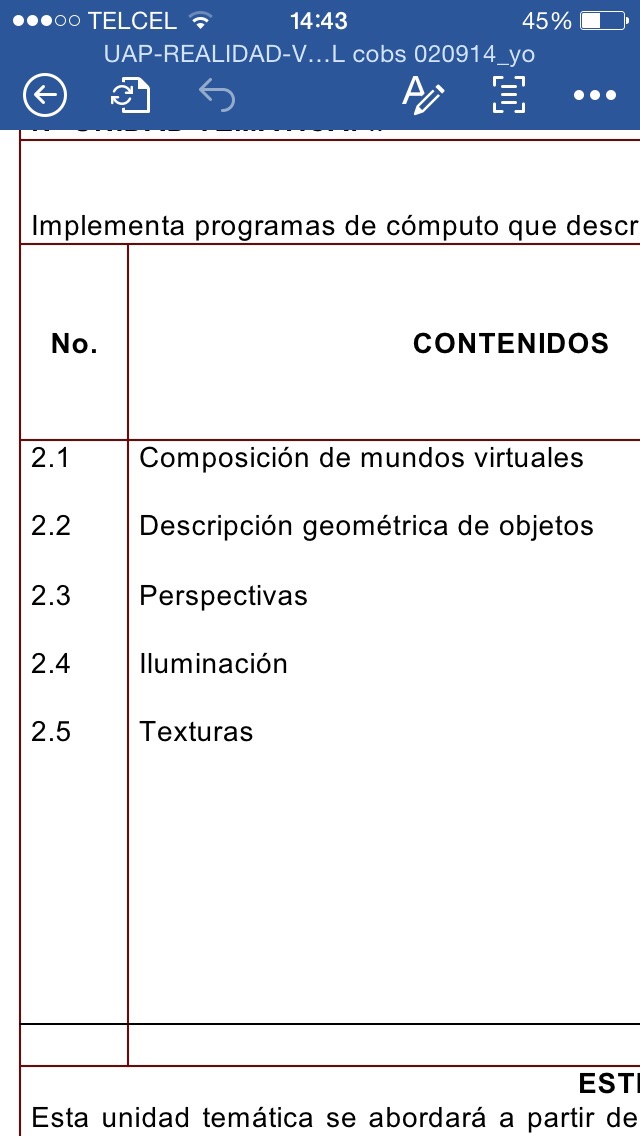 TELCEL 14:43 45%
UAP-REALIDAD-V...L cobs 020914_yo
Implementa programas de cómputo que descr
No. CONTENIDOS
2.1 Composición de mundos virtuales
2.2 Descripción geométrica de objetos
2.3 Perspectivas
2.4 Iluminación
2.5 Texturas
ESTR
Esta unidad temática se abordará a partir de